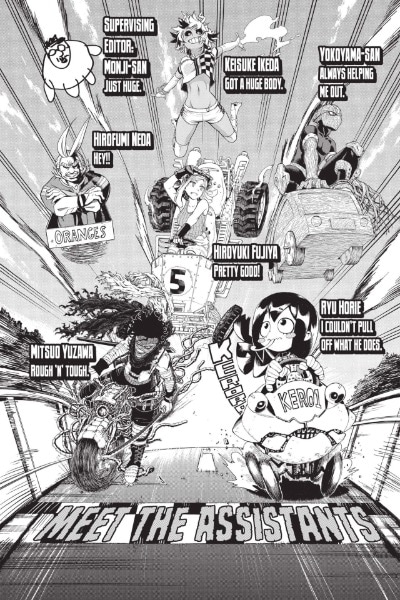 SUPERVISING
EDITOR:
MONJI-SAN
JUST HUGE.
KEISUKE IKEDA
GOT A HUGE BODY.
YOKOYAMA-SAN
ALWAYS HELPING
ME OUT.
HIROFUMI NEDA
HEY!!
ORANGES
HIROYUKI FUJIYA
PRETTY GOOD!
5
RYU HORIE
I COULDN'T PULL
OFF WHAT HE DOES.
MITSUO YUZAWA
ROUGH 'N' TOUGH.
KERO!
MEET THE ASSISTANTS